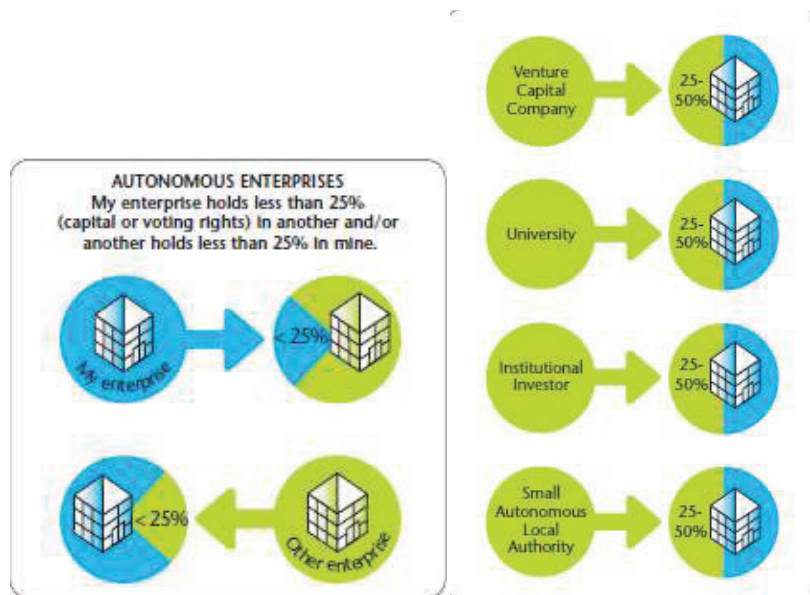 AUTONOMOUS ENTERPRISES
My enterprise holds less than 25%
(capital or voting rights) in another and/or
another holds less than 25% in mine.
My enterprise
< 25%
< 25%
Other enterprise
Venture
Capital
Company
25-
50%
University
25-
50%
Institutional
Investor
25-
50%
Small
Autonomous
Local
Authority
25-
50%